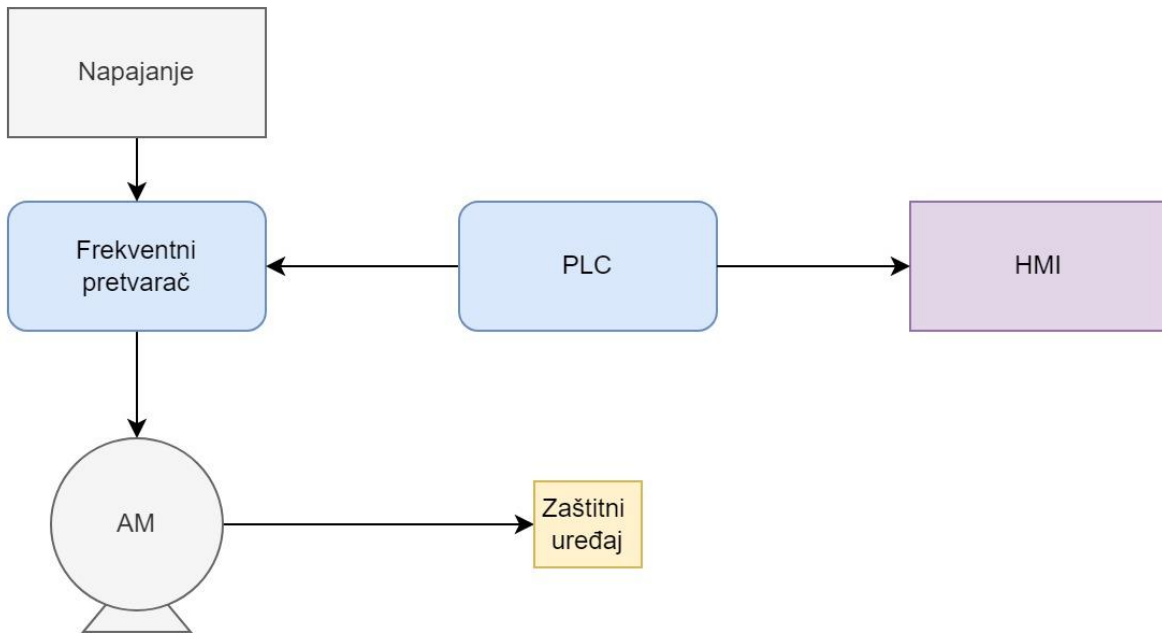 Napajanje
Frekventni
pretvarač
PLC
HMI
AM
Zaštitni
uređaj